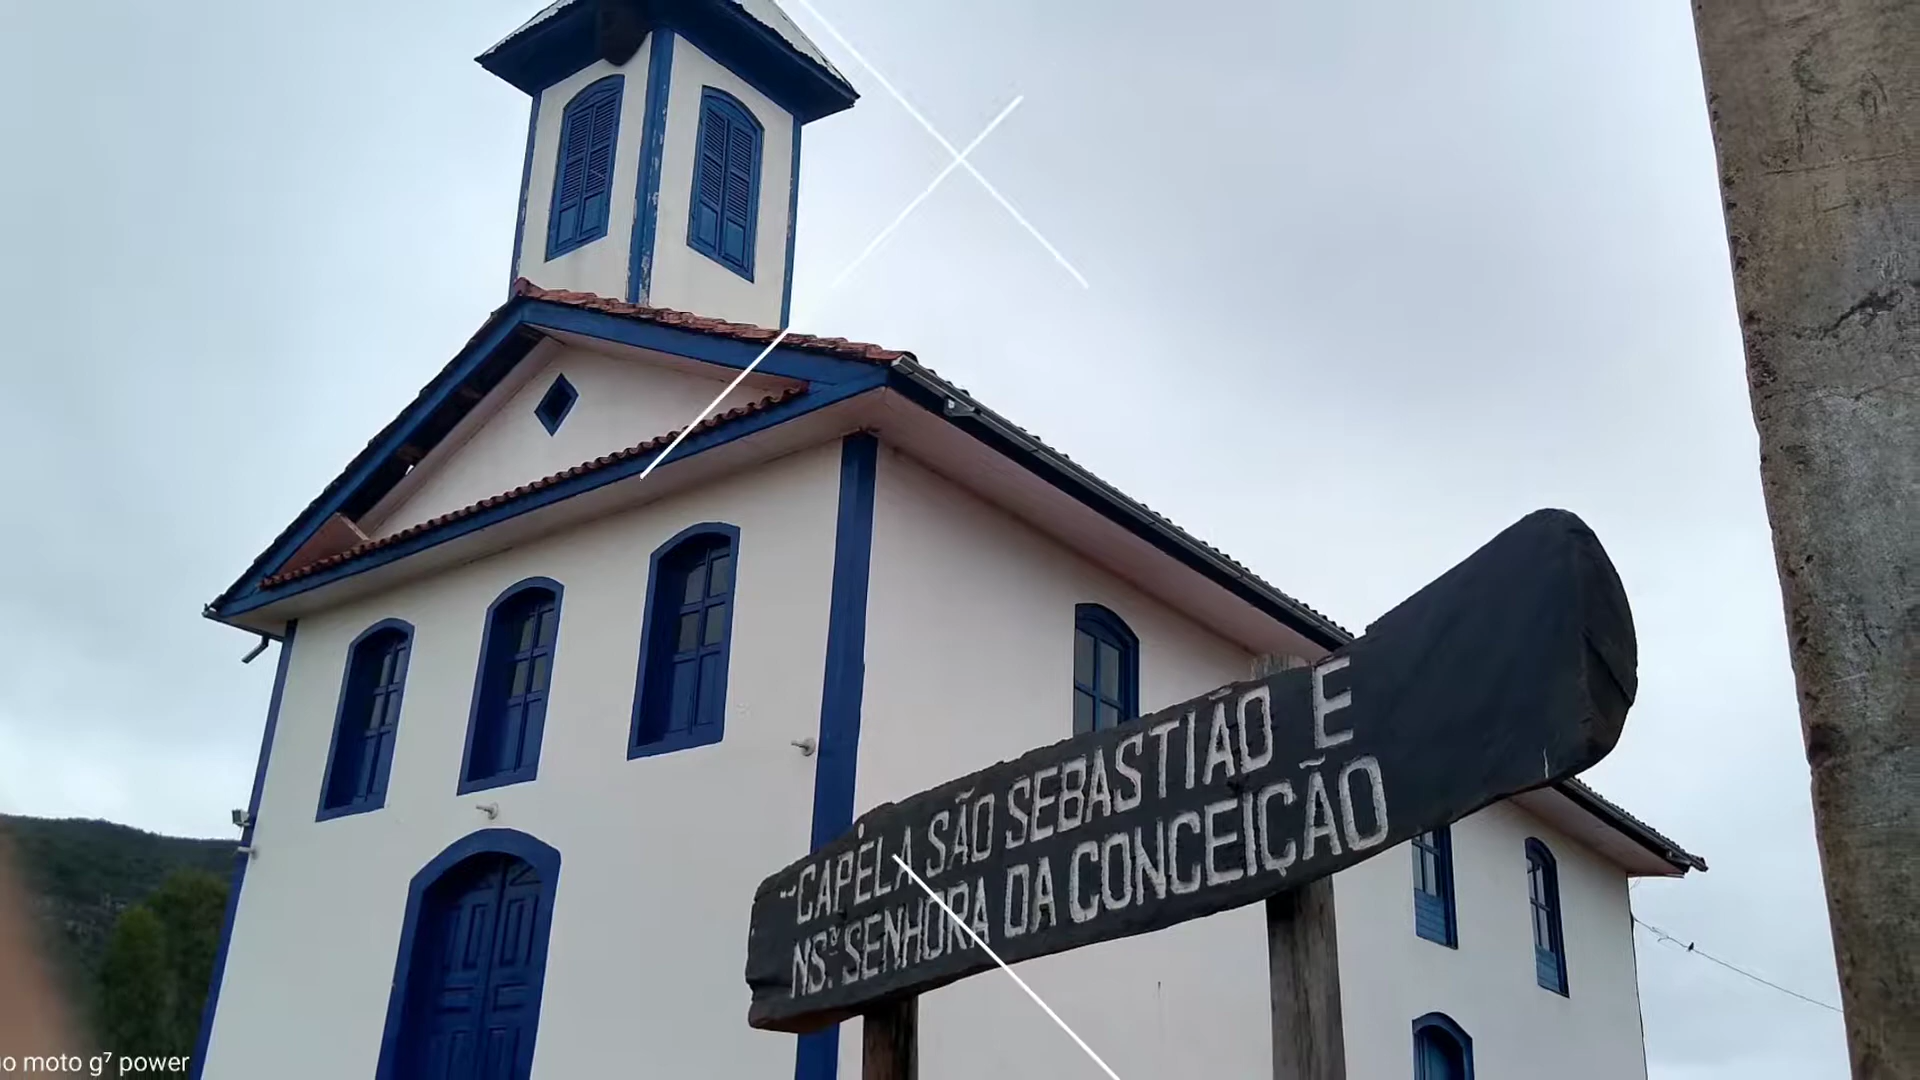 CAPELA SÃO SEBASTIÃO E
NSª. SENHORA DA CONCEIÇÃO
moto g⁷ power